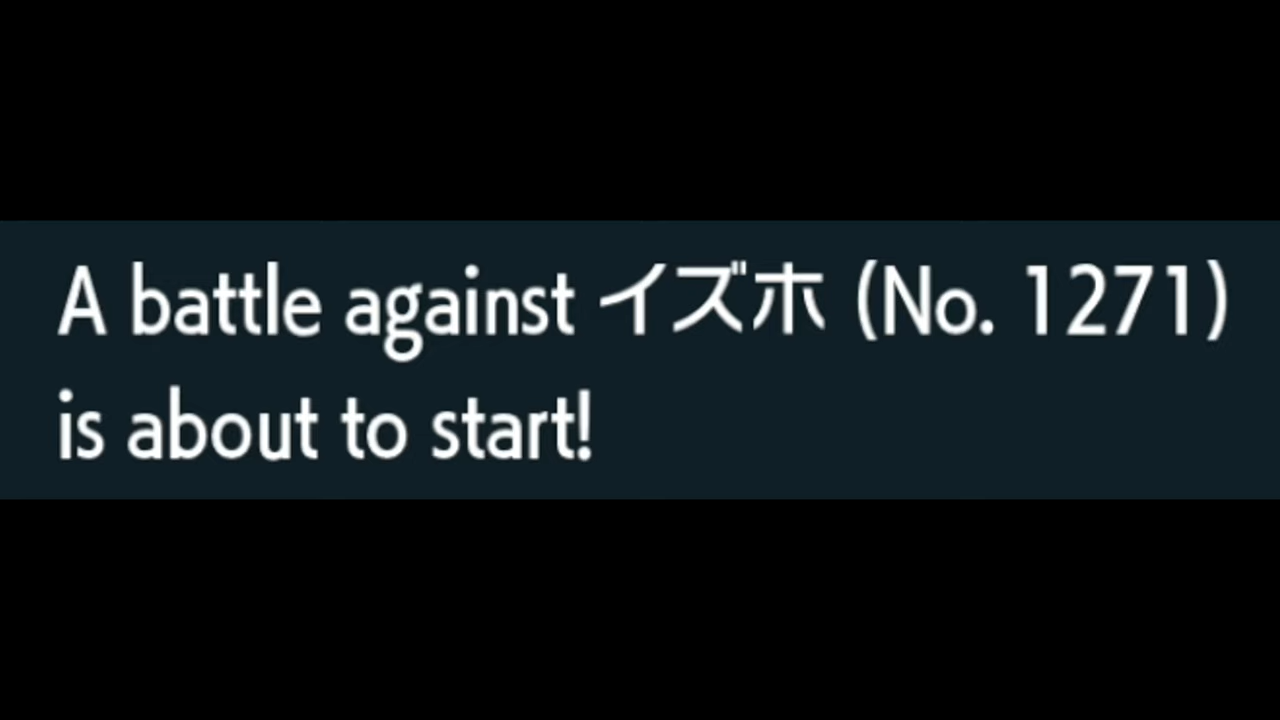 A battle against イズホ (No. 1271)
is about to start!